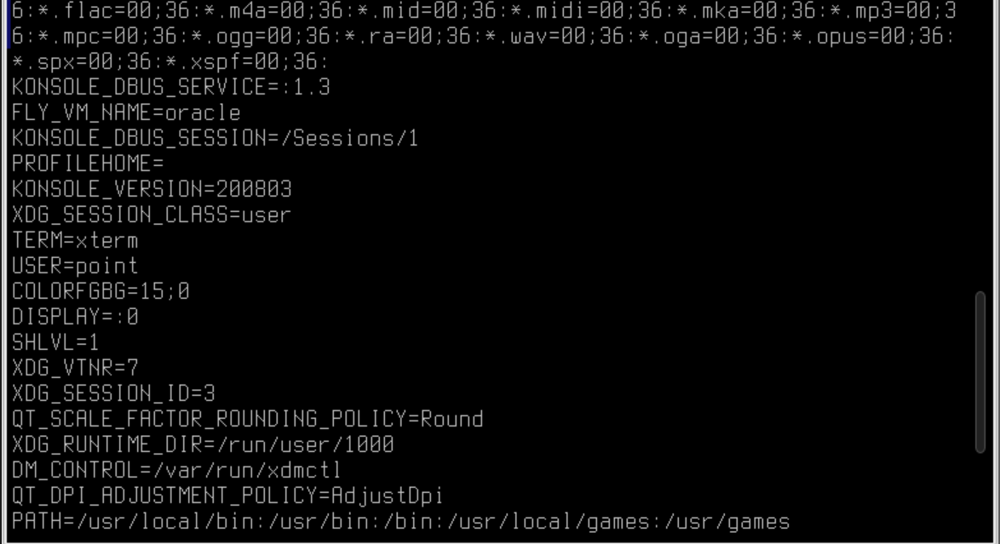 6:*.flac=00;36:*.m4a=00;36:*.mid=00;36:*.midi=00;36:*.mka=00;36:*.mp3=00;3
6:*.mpc=00;36:*.ogg=00;36:*.ra=00;36:*.wav=00;36:*.oga=00;36:*.opus=00;36:
*.spx=00;36:*.xspf=00;36:
KONSOLE_DBUS_SERVICE=:1.3
FLY_VM_NAME=oracle
KONSOLE_DBUS_SESSION=/Sessions/1
PROFILEHOME=
KONSOLE_VERSION=200803
XDG_SESSION_CLASS=user
TERM=xterm
USER=point
COLORFGBG=15;0
DISPLAY=:0
SHLVL=1
XDG_VTNR=7
XDG_SESSION_ID=3
QT_SCALE_FACTOR_ROUNDING_POLICY=Round
XDG_RUNTIME_DIR=/run/user/1000
DM_CONTROL=/var/run/xdmctl
QT_DPI_ADJUSTMENT_POLICY=AdjustDpi
PATH=/usr/local/bin:/usr/bin:/bin:/usr/local/games:/usr/games